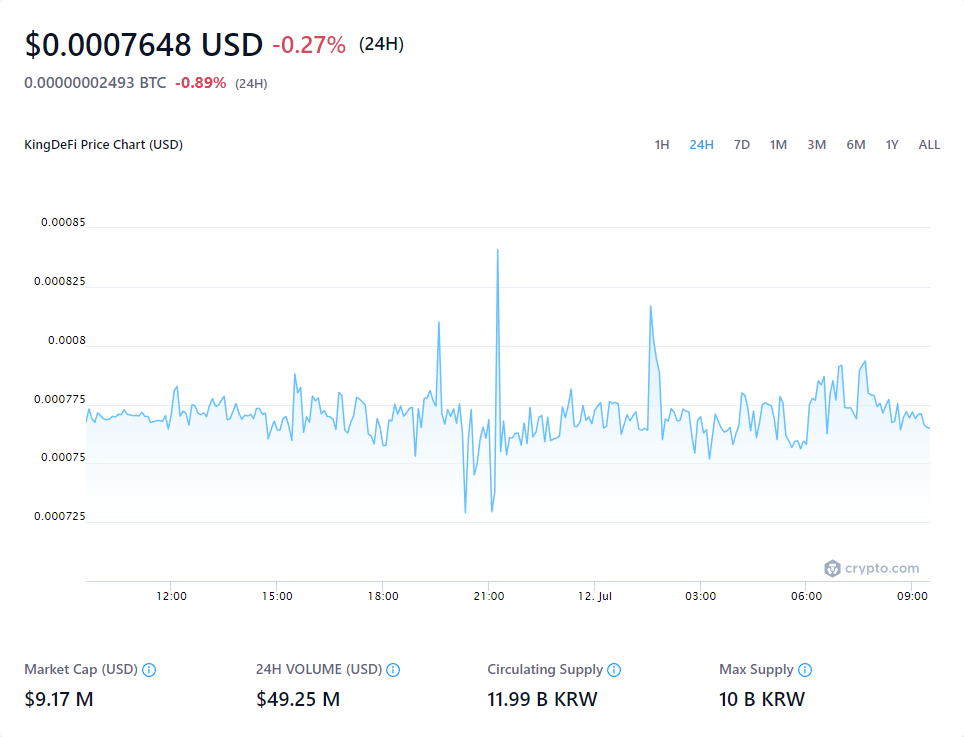 $0.0007648 USD -0.27% (24H)
0.00000002493 BTC -0.89% (24H)
KingDeFi Price Chart (USD) 1H 24H 7D 1M 3M 6M 1Y ALL
0.00085
0.000825
0.0008
0.000775
0.00075
0.000725
crypto.com
12:00 15:00 18:00 21:00 12. Jul 03:00 06:00 09:00
Market Cap (USD) 24H VOLUME (USD) Circulating Supply Max Supply
$9.17 M $49.25 M 11.99 B KRW 10 B KRW